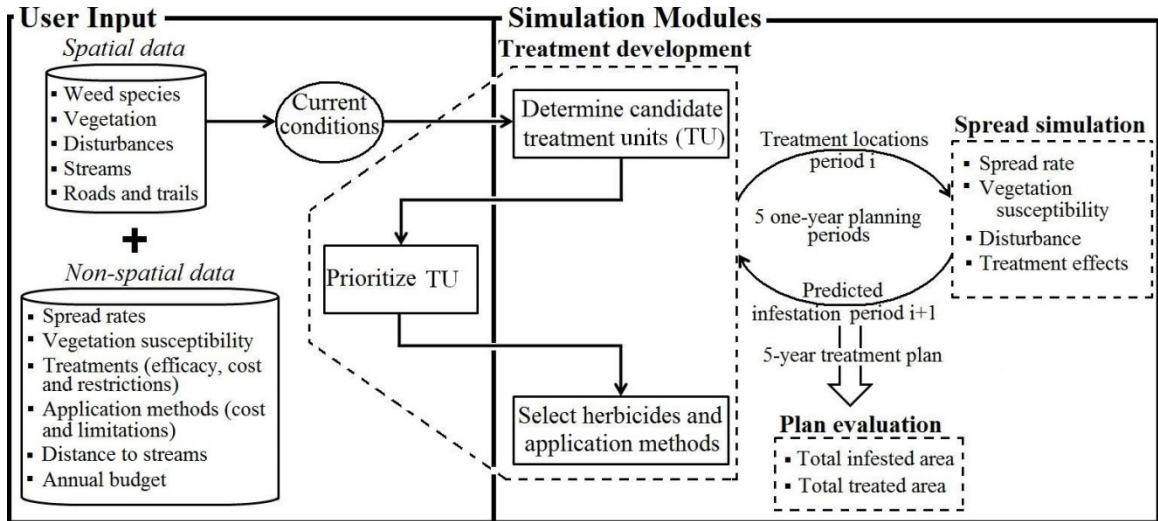 User Input
Spatial data
▪ Weed species
▪ Vegetation
▪ Disturbances
▪ Streams
▪ Roads and trails
+
Non-spatial data
▪ Spread rates
▪ Vegetation susceptibility
▪ Treatments (efficacy, cost
and restrictions)
▪ Application methods (cost
and limitations)
▪ Distance to streams
▪ Annual budget
Current
conditions
Simulation Modules
Treatment development
Determine candidate
treatment units (TU)
Prioritize TU
Select herbicides and
application methods
Treatment locations
period i
5 one-year planning
periods
Predicted
infestation period i+1
Spread simulation
▪ Spread rate
▪ Vegetation
susceptibility
▪ Disturbance
▪ Treatment effects
5-year treatment plan
Plan evaluation
▪ Total infested area
▪ Total treated area